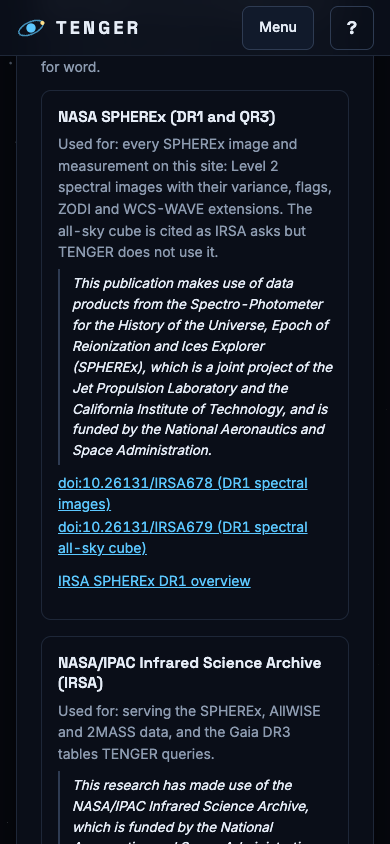 TENGER
Menu
?
for word.
NASA SPHEREx (DR1 and QR3)
Used for: every SPHEREx image and
measurement on this site: Level 2
spectral images with their variance, flags,
ZODI and WCS-WAVE extensions. The
all-sky cube is cited as IRSA asks but
TENGER does not use it.
This publication makes use of data
products from the Spectro-Photometer
for the History of the Universe, Epoch of
Reionization and Ices Explorer
(SPHEREx), which is a joint project of the
Jet Propulsion Laboratory and the
California Institute of Technology, and is
funded by the National Aeronautics and
Space Administration.
doi:10.26131/IRSA678 (DR1 spectral
images)
doi:10.26131/IRSA679 (DR1 spectral
all-sky cube)
IRSA SPHEREx DR1 overview
NASA/IPAC Infrared Science Archive
(IRSA)
Used for: serving the SPHEREx, AllWISE
and 2MASS data, and the Gaia DR3
tables TENGER queries.
This research has made use of the
NASA/IPAC Infrared Science Archive,
which is funded by the National